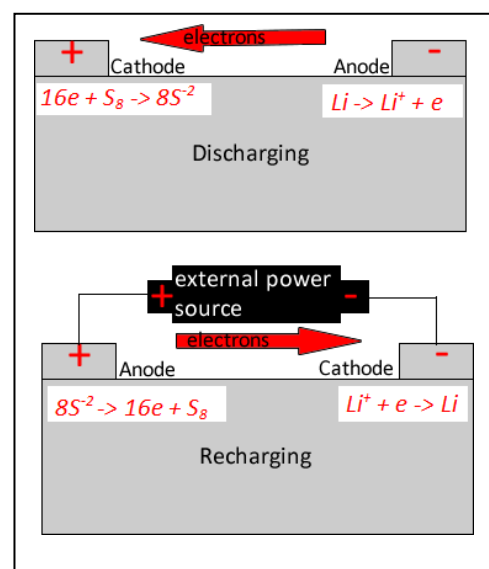 electrons
+ -
Cathode Anode
16e + S₈ -> 8S⁻² Li -> Li⁺ + e
Discharging
+ external power source -
electrons
+ -
Anode Cathode
8S⁻² -> 16e + S₈ Li⁺ + e -> Li
Recharging